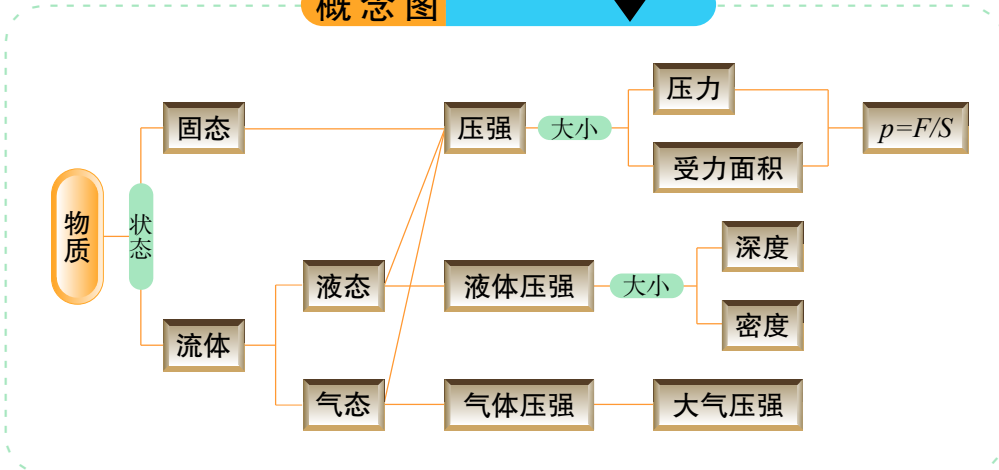 概念图
物质
状态
固态
流体
液态
气态
压强
大小
压力
受力面积
p=F/S
液体压强
大小
深度
密度
气体压强
大气压强